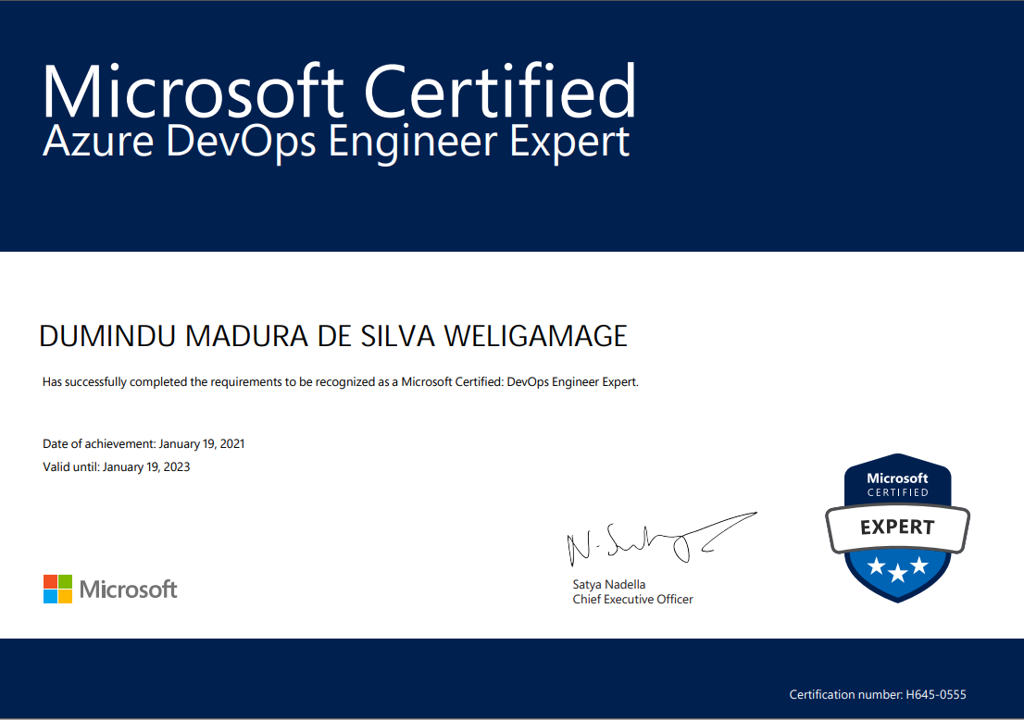 Microsoft Certified
Azure DevOps Engineer Expert
DUMINDU MADURA DE SILVA WELIGAMAGE
Has successfully completed the requirements to be recognized as a Microsoft Certified: DevOps Engineer Expert.
Date of achievement: January 19, 2021
Valid until: January 19, 2023
Microsoft
CERTIFIED
EXPERT
Satya Nadella
Chief Executive Officer
Microsoft
Certification number: H645-0555